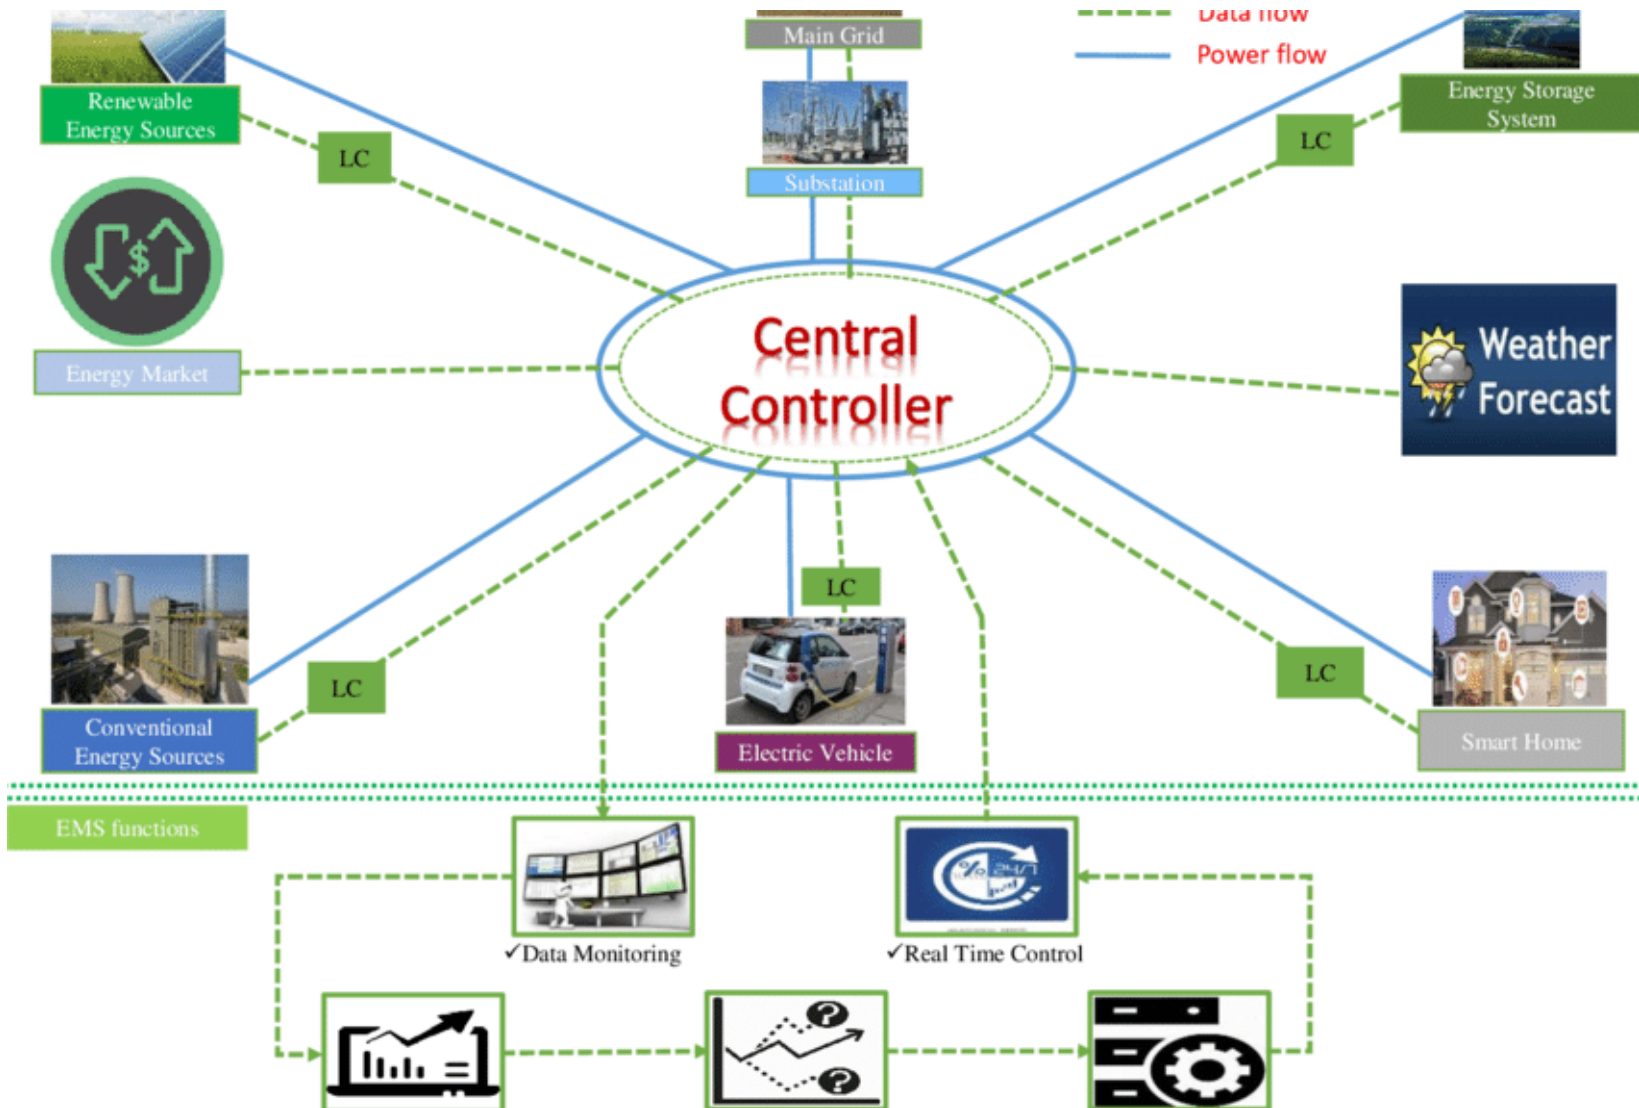 Data flow
Main Grid
Power flow
Renewable
Energy Sources
Energy Storage
System
LC
LC
Substation
$
Energy Market
Central
Controller
Weather
Forecast
LC
LC
LC
Conventional
Energy Sources
Electric Vehicle
Smart Home
EMS functions
% 24/7
✓Data Monitoring
✓Real Time Control
?
?